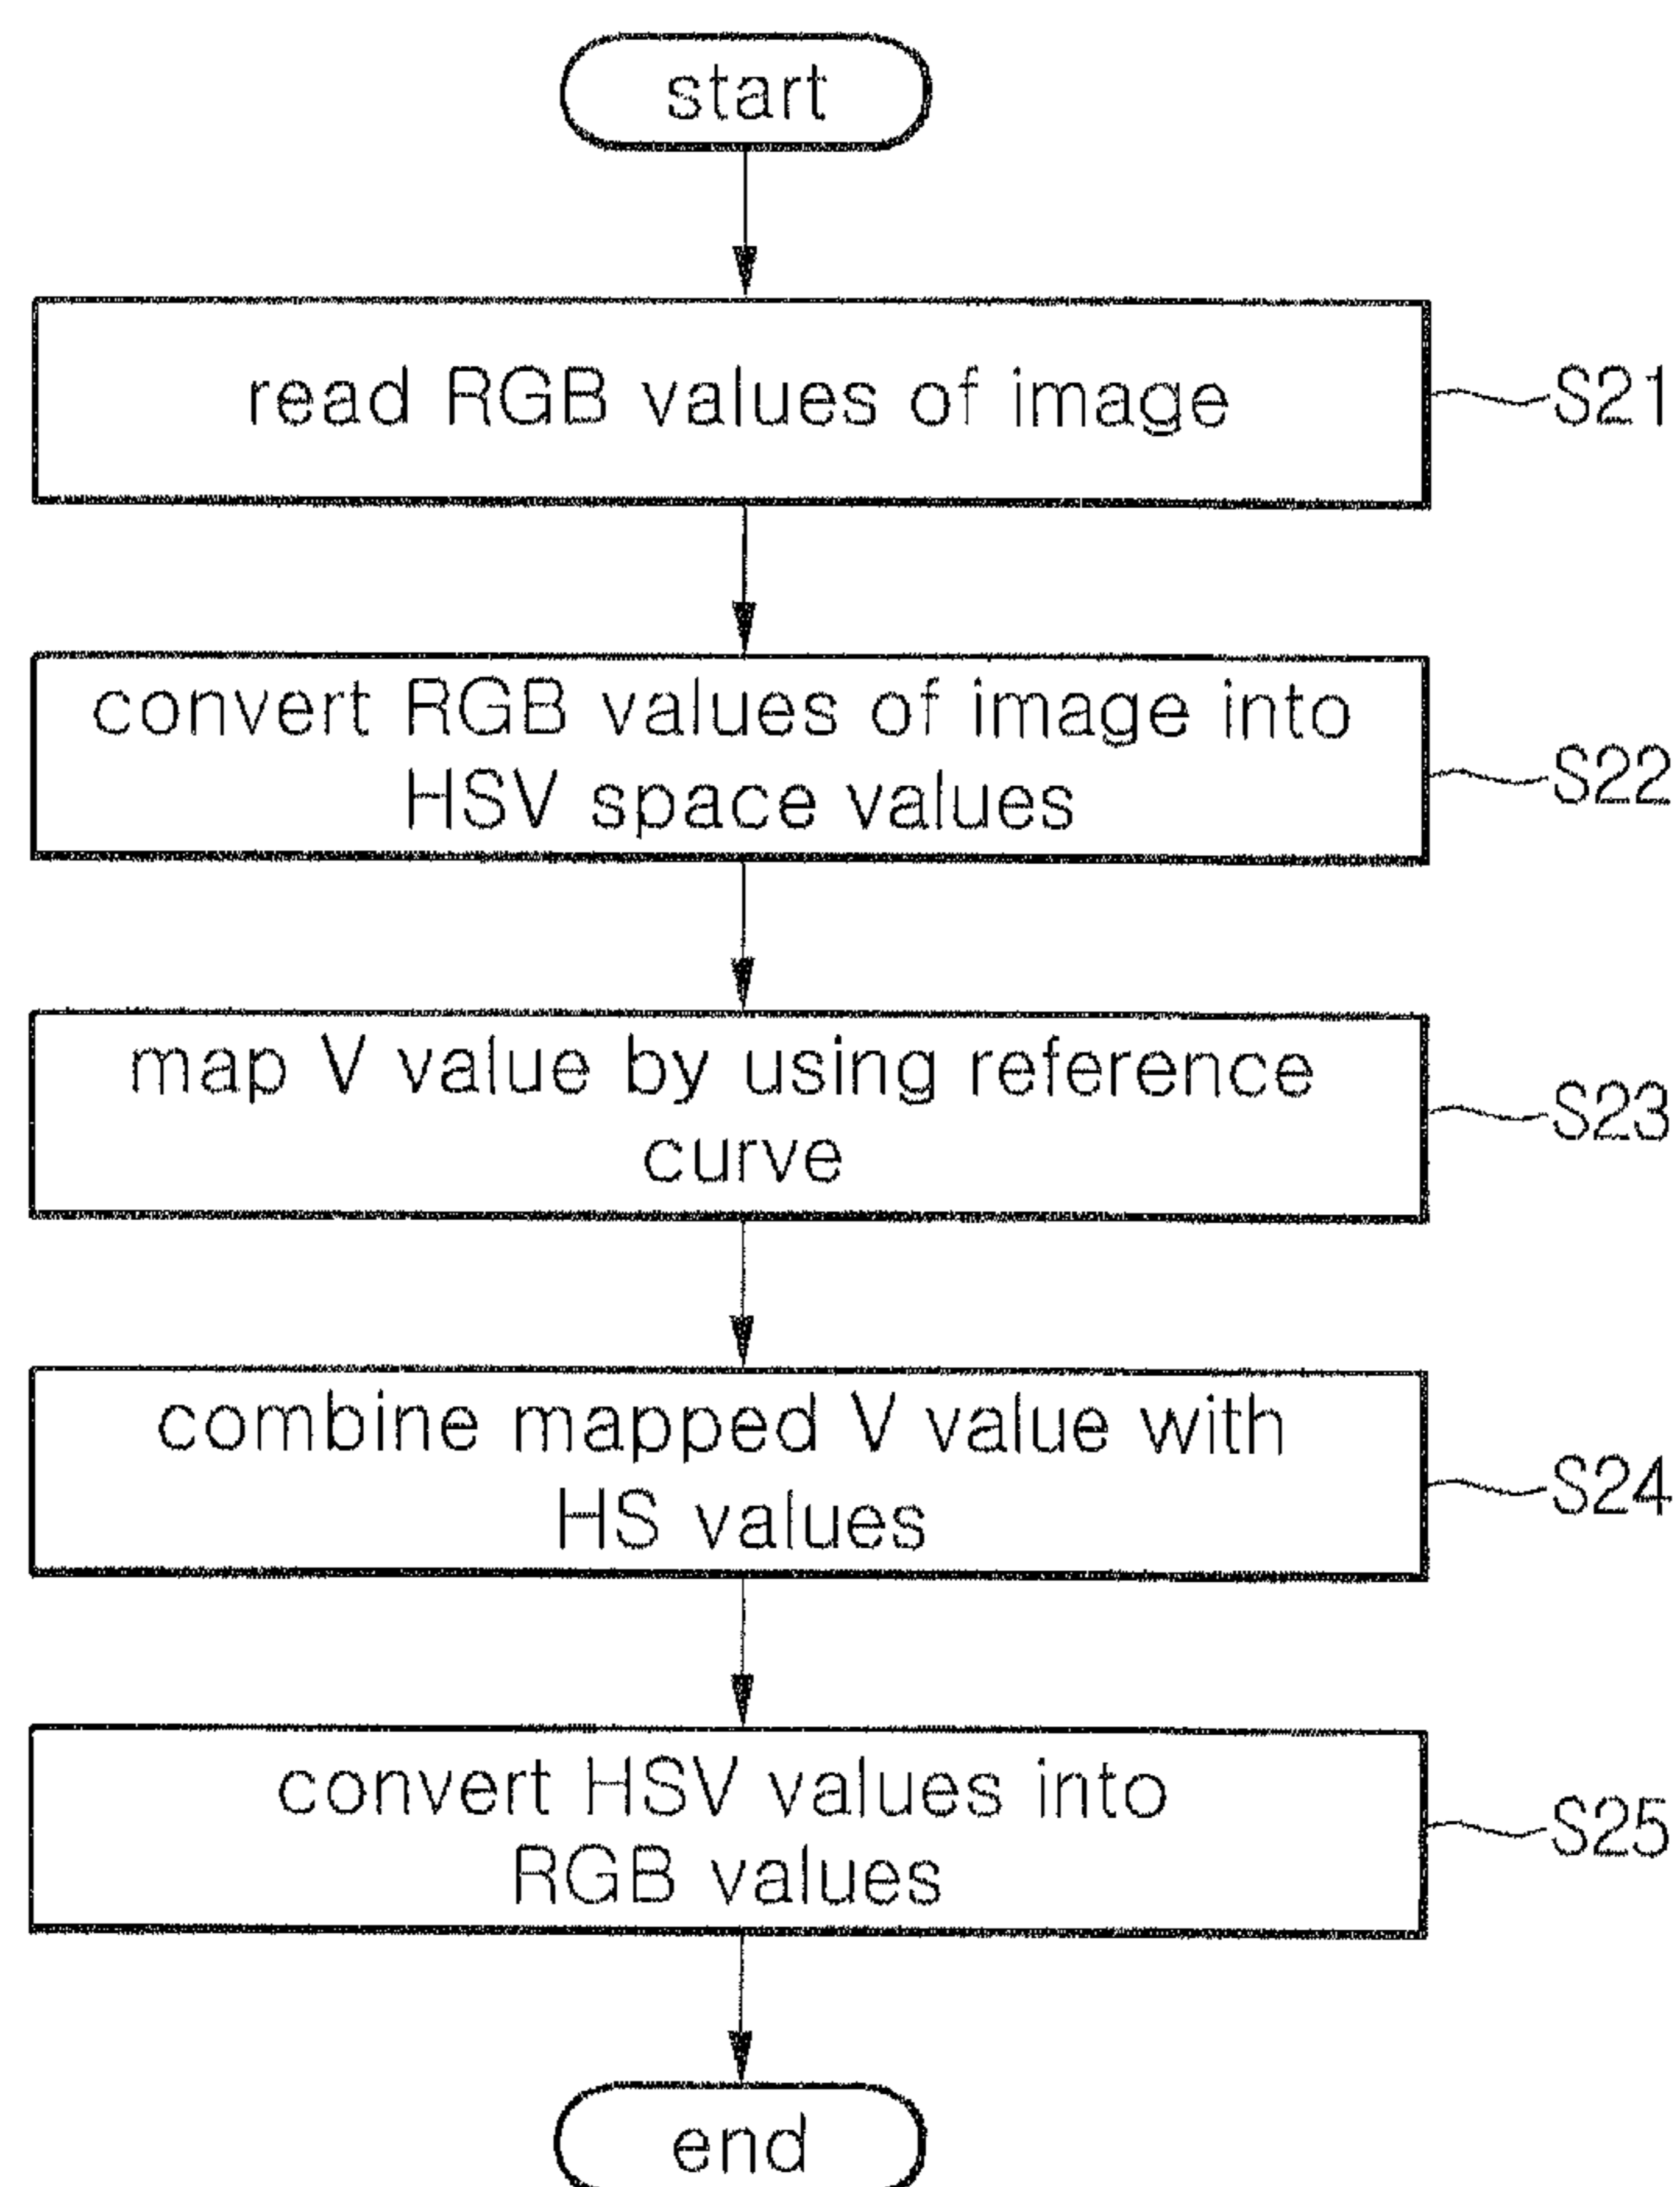 start
read RGB values of image
S21
convert RGB values of image into
HSV space values
S22
map V value by using reference
curve
S23
combine mapped V value with
HS values
S24
convert HSV values into
RGB values
S25
end